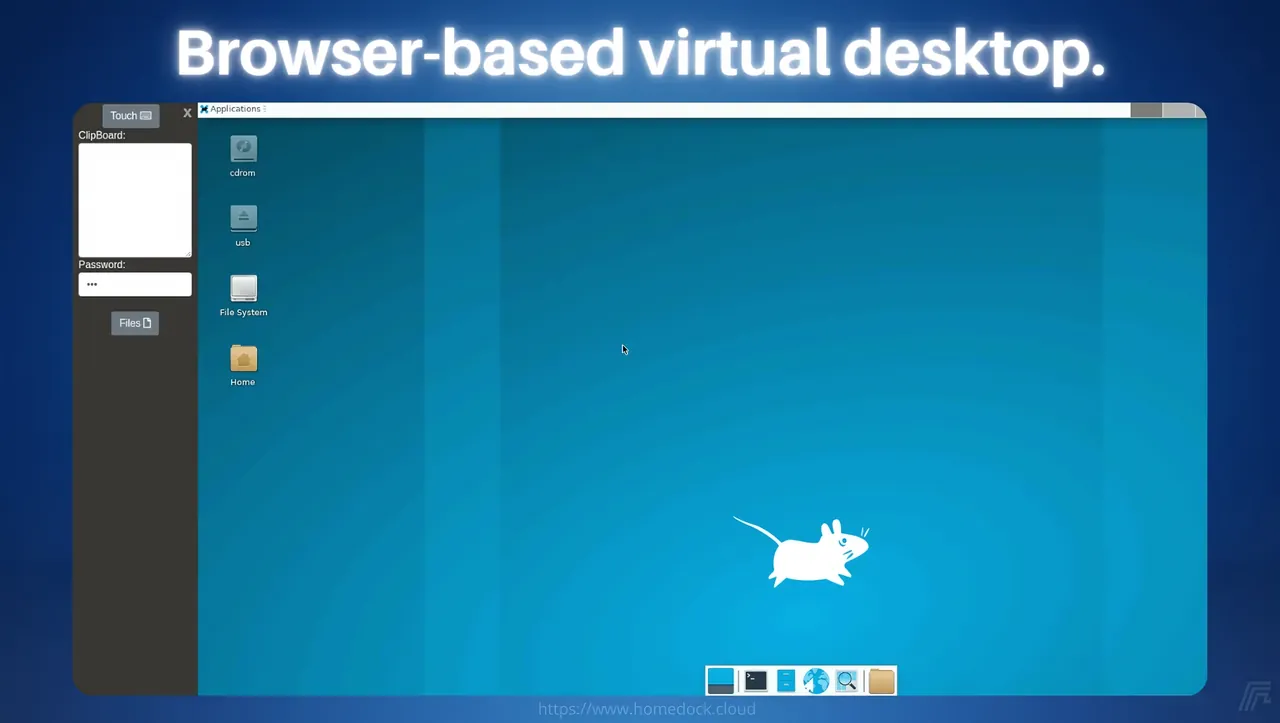 Browser-based virtual desktop.
Touch
X
ClipBoard:
Password:
•••
Files
Applications
cdrom
usb
File System
Home
https://www.homedock.cloud